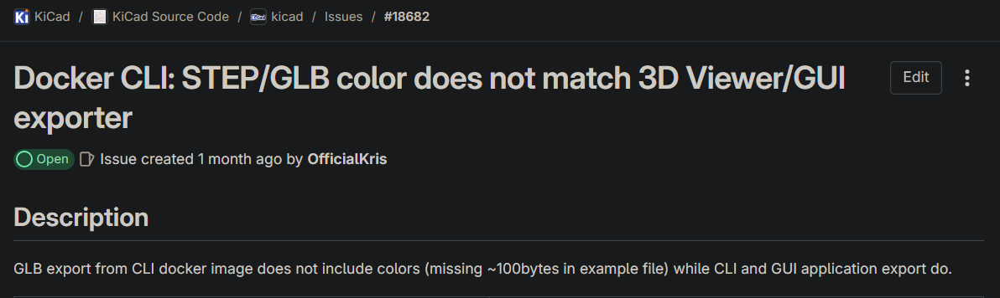 KiCad / KiCad Source Code / kicad / Issues / #18682
Docker CLI: STEP/GLB color does not match 3D Viewer/GUI
exporter
Edit
Open Issue created 1 month ago by OfficialKris
Description
GLB export from CLI docker image does not include colors (missing ~100bytes in example file) while CLI and GUI application export do.